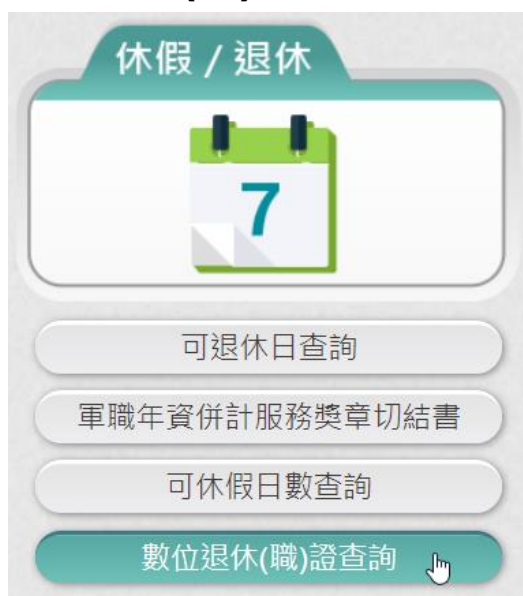 休假 / 退休
7
可退休日查詢
軍職年資併計服務獎章切結書
可休假日數查詢
數位退休(職)證查詢